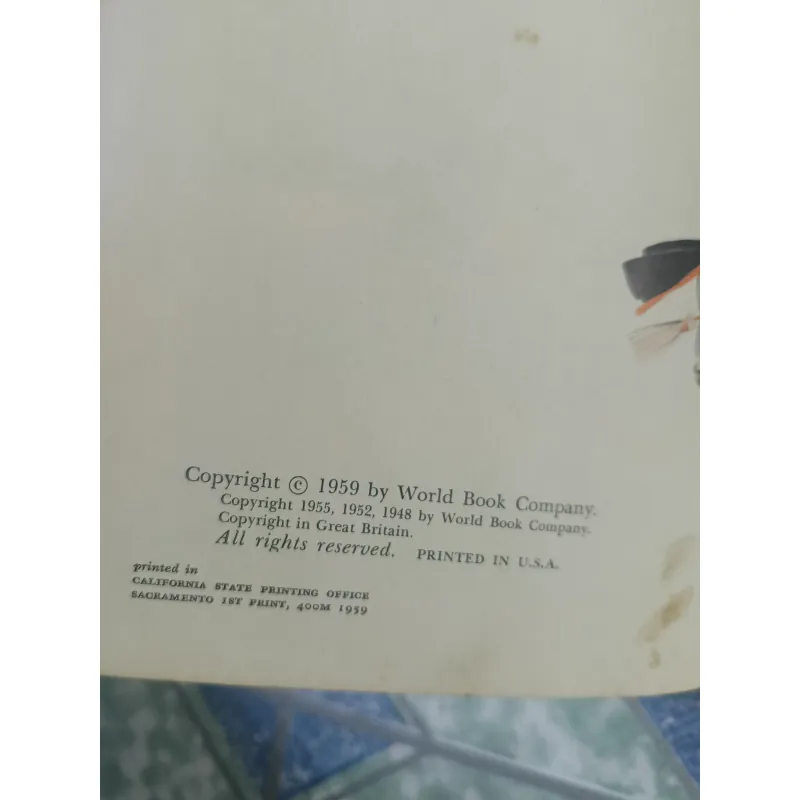 Copyright © 1959 by World Book Company.
Copyright 1955, 1952, 1948 by World Book Company.
Copyright in Great Britain.
All rights reserved. PRINTED IN U.S.A.
printed in
CALIFORNIA STATE PRINTING OFFICE
SACRAMENTO 1ST PRINT, 400M 1959